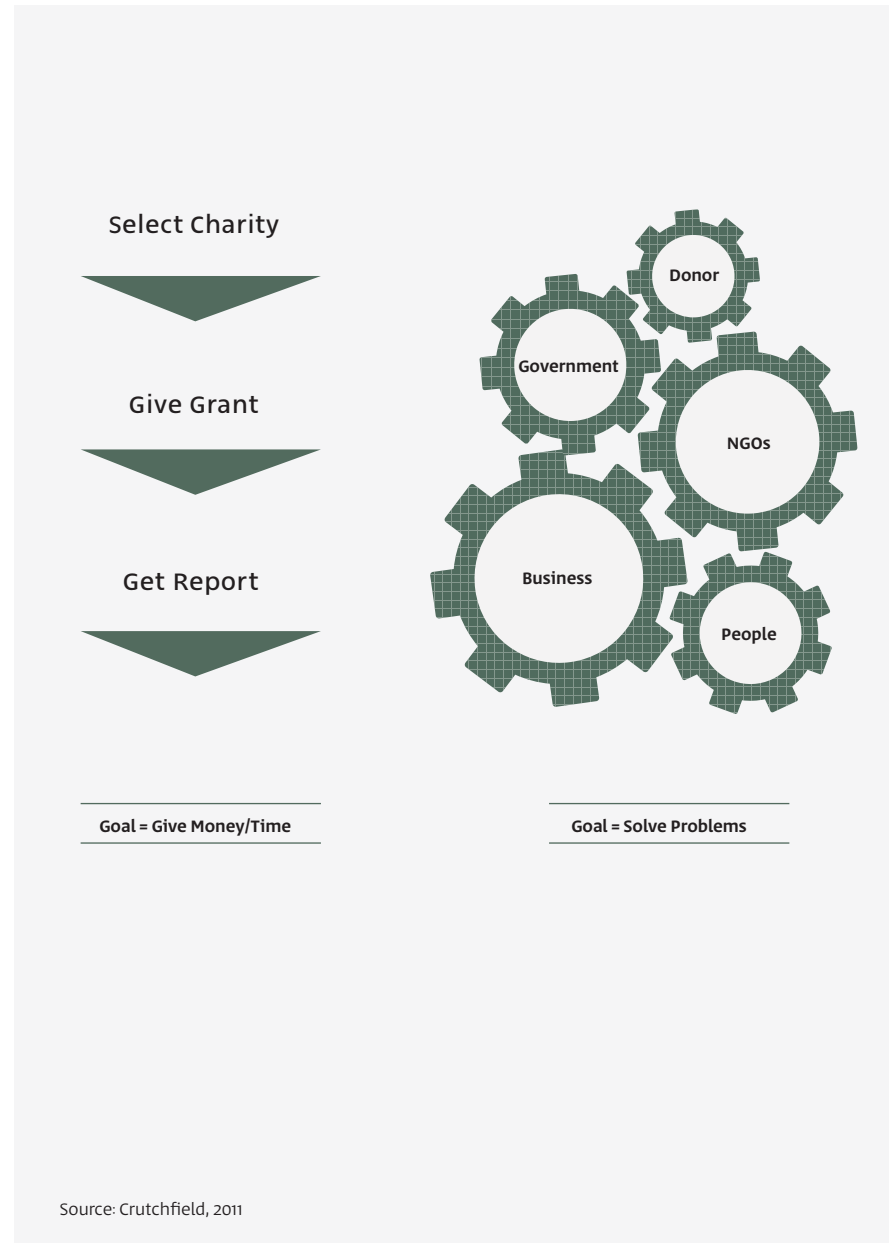 Select Charity
Give Grant
Get Report
Goal = Give Money/Time
Donor
Government
NGOs
Business
People
Goal = Solve Problems
Source: Crutchfield, 2011